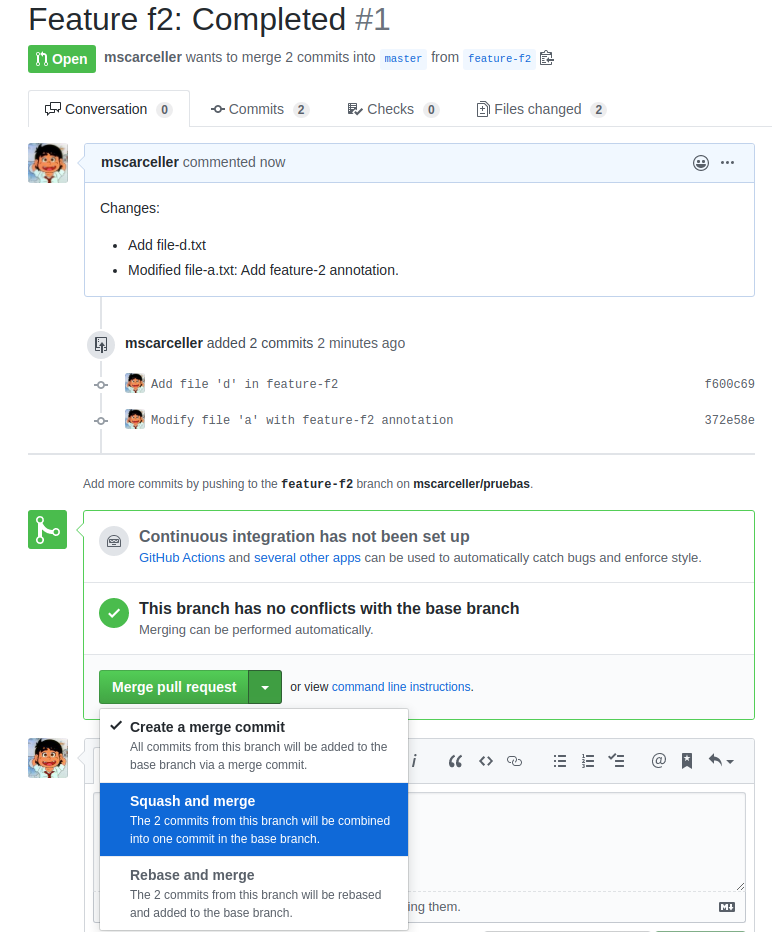 Feature f2: Completed #1
Open mscarceller wants to merge 2 commits into master from feature-f2
Conversation 0 Commits 2 Checks 0 Files changed 2
mscarceller commented now
Changes:
• Add file-d.txt
• Modified file-a.txt: Add feature-2 annotation.
mscarceller added 2 commits 2 minutes ago
Add file 'd' in feature-f2 f600c69
Modify file 'a' with feature-f2 annotation 372e58e
Add more commits by pushing to the feature-f2 branch on mscarceller/pruebas.
Continuous integration has not been set up
GitHub Actions and several other apps can be used to automatically catch bugs and enforce style.
This branch has no conflicts with the base branch
Merging can be performed automatically.
Merge pull request or view command line instructions.
Create a merge commit
All commits from this branch will be added to the
base branch via a merge commit.
Squash and merge
The 2 commits from this branch will be combined
into one commit in the base branch.
Rebase and merge
The 2 commits from this branch will be rebased
and added to the base branch.
ing them.